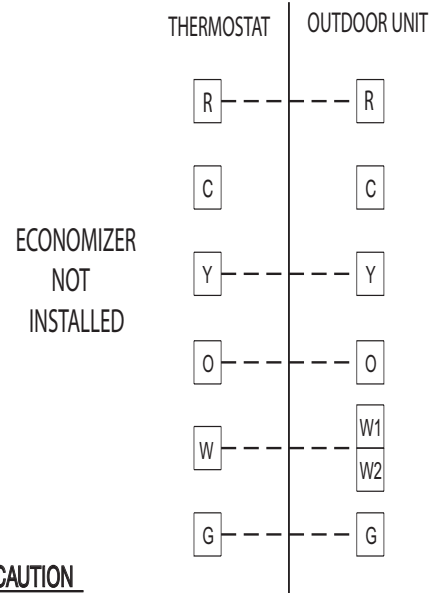 THERMOSTAT OUTDOOR UNIT
R R
C C
ECONOMIZER
NOT
INSTALLED
Y Y
O O
W W1
W2
G G
CAUTION